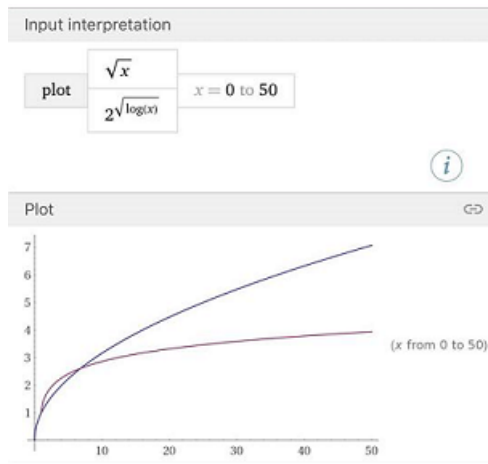 Input interpretation
plot
√x
2^√log(x)
x = 0 to 50
i
Plot
7
6
5
4
3
2
1
10 20 30 40 50
(x from 0 to 50)